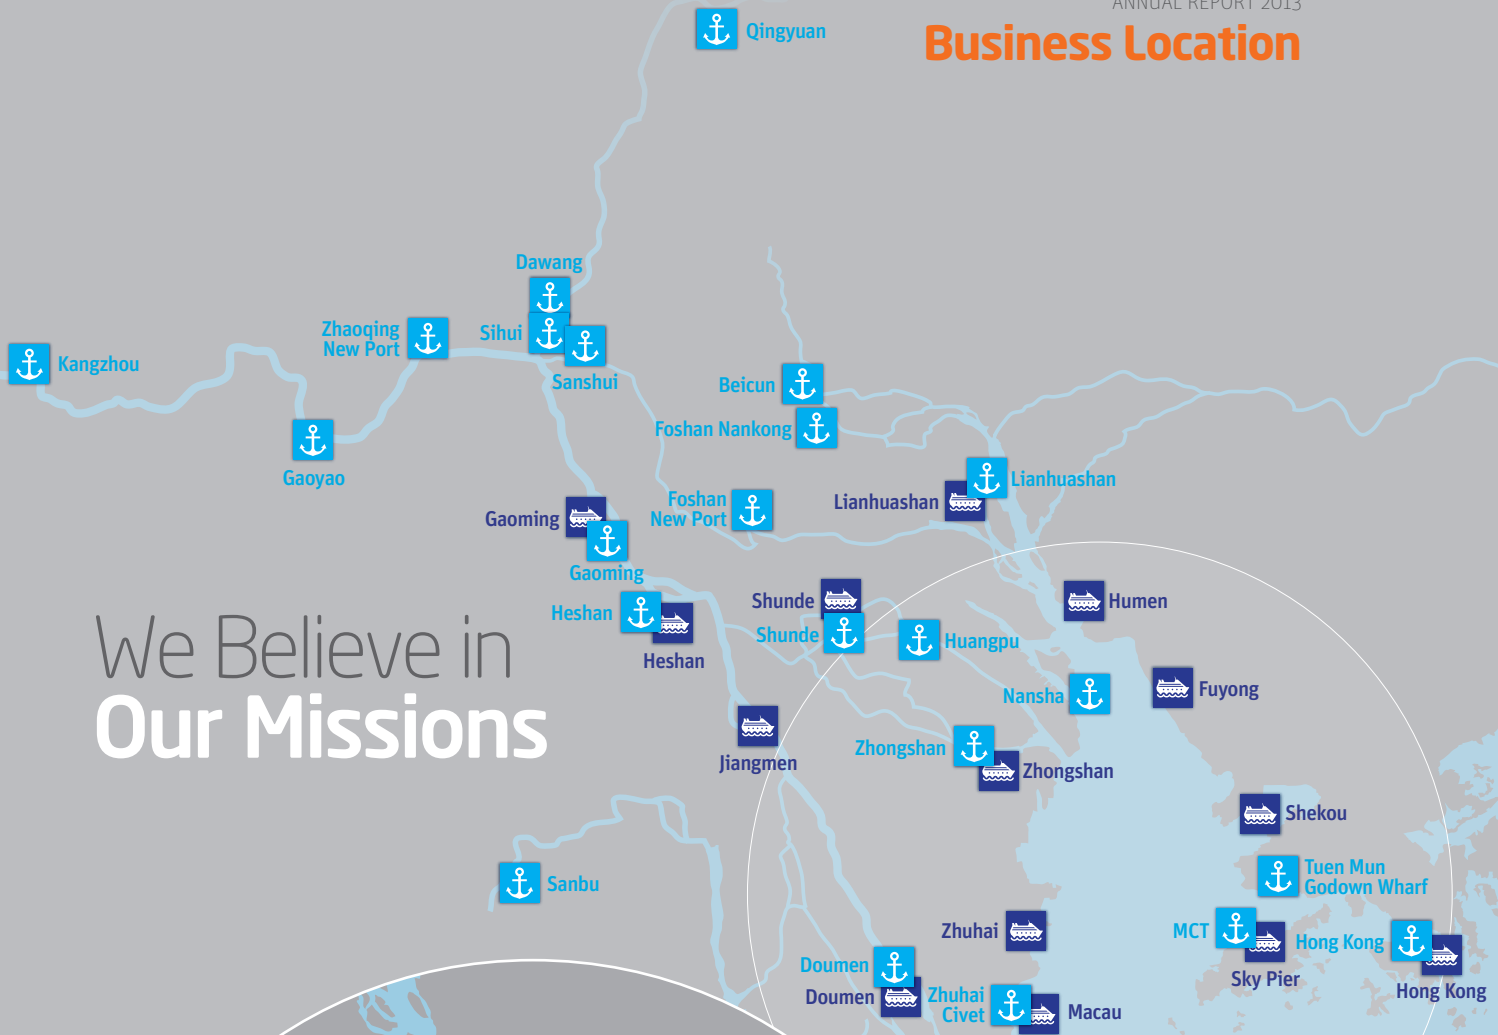 ANNUAL REPORT 2013
Business Location
Qingyuan
Dawang
Zhaoqing
New Port
Sihui
Kangzhou
Sanshui
Beicun
Foshan Nankong
Gaoyao
Lianhuashan
Lianhuashan
Foshan
New Port
Gaoming
Gaoming
Shunde
Humen
Heshan
Shunde
Huangpu
Heshan
We Believe in
Our Missions
Fuyong
Nansha
Zhongshan
Jiangmen
Zhongshan
Shekou
Tuen Mun
Godown Wharf
Sanbu
Zhuhai
MCT
Hong Kong
Doumen
Sky Pier
Hong Kong
Doumen
Zhuhai
Civet
Macau